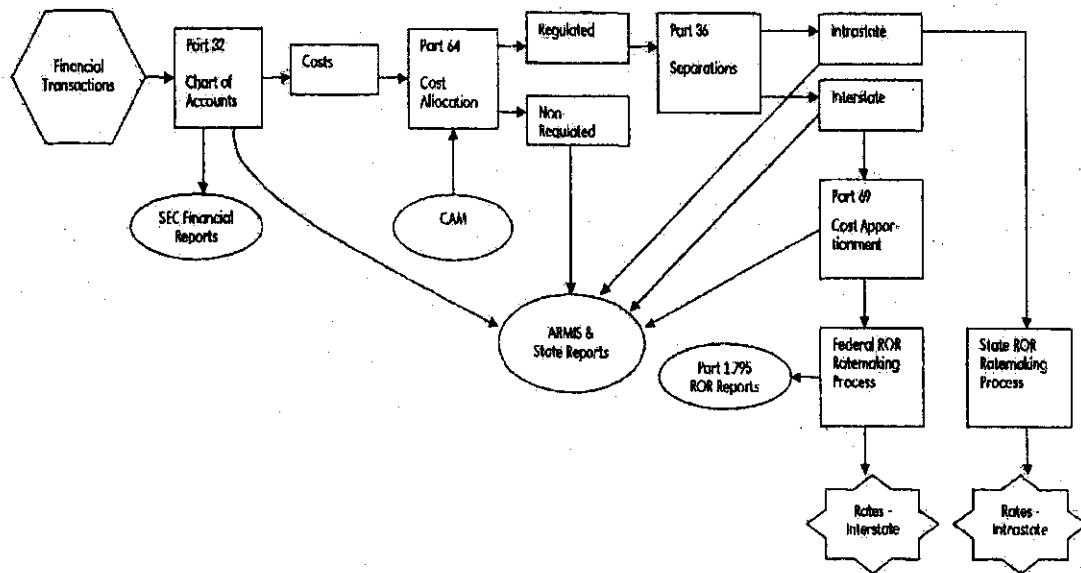 Financial
Transactions
Part 32
Chart of
Accounts
Costs
Part 64
Cost
Allocation
Regulated
Non-
Regulated
Part 36
Separations
Intrastate
Interstate
SEC Financial
Reports
CAM
Part 69
Cost Appor-
tionment
ARMIS &
State Reports
Part 1.795
ROR Reports
Federal ROR
Ratemaking
Process
State ROR
Ratemaking
Process
Rates -
Interstate
Rates -
Intrastate